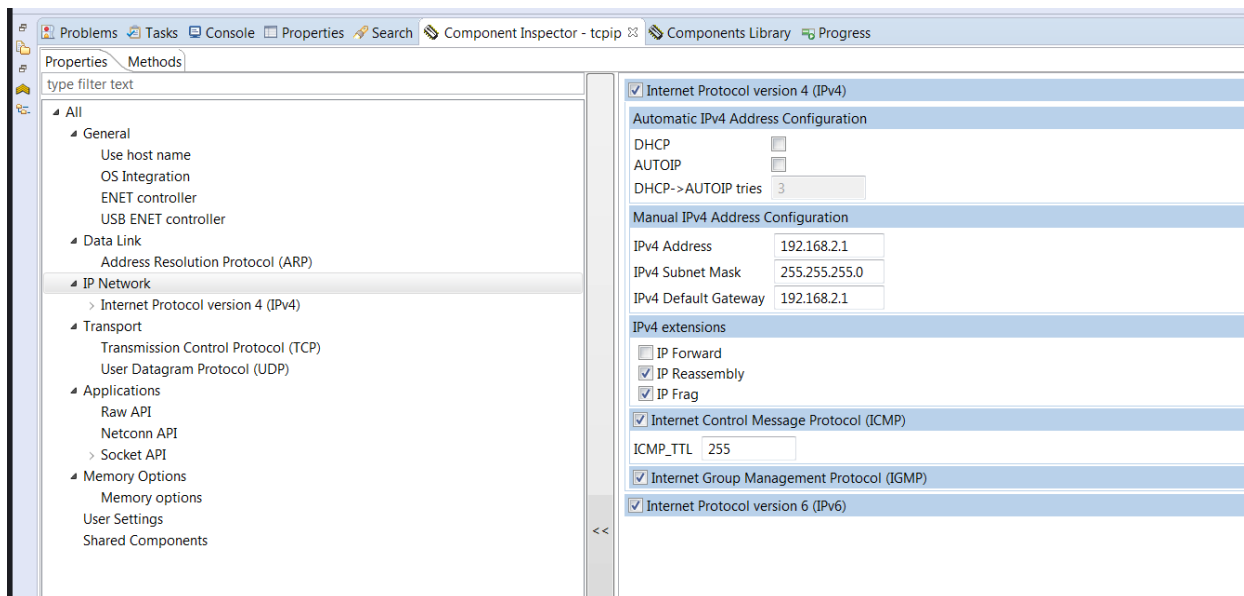 Problems Tasks Console Properties Search Component Inspector - tcpip Components Library Progress
Properties Methods
type filter text
All
General
Use host name
OS Integration
ENET controller
USB ENET controller
Data Link
Address Resolution Protocol (ARP)
IP Network
Internet Protocol version 4 (IPv4)
Transport
Transmission Control Protocol (TCP)
User Datagram Protocol (UDP)
Applications
Raw API
Netconn API
Socket API
Memory Options
Memory options
User Settings
Shared Components
<<
Internet Protocol version 4 (IPv4)
Automatic IPv4 Address Configuration
DHCP
AUTOIP
DHCP->AUTOIP tries 3
Manual IPv4 Address Configuration
IPv4 Address 192.168.2.1
IPv4 Subnet Mask 255.255.255.0
IPv4 Default Gateway 192.168.2.1
IPv4 extensions
IP Forward
IP Reassembly
IP Frag
Internet Control Message Protocol (ICMP)
ICMP_TTL 255
Internet Group Management Protocol (IGMP)
Internet Protocol version 6 (IPv6)